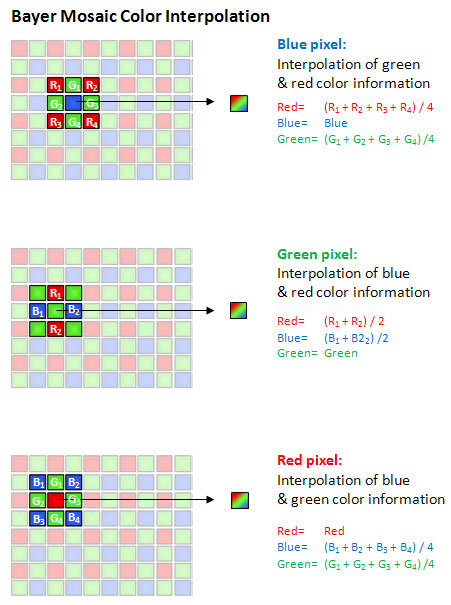 Bayer Mosaic Color Interpolation
Blue pixel:
Interpolation of green
& red color information
R₁ G₁ R₂
G₂ G₃
R₃ G₄ R₄
Red= (R₁ + R₂ + R₃ + R₄) / 4
Blue= Blue
Green= (G₁ + G₂ + G₃ + G₄) /4
Green pixel:
Interpolation of blue
& red color information
R₁
B₁ B₂
R₂
Red= (R₁ + R₂) / 2
Blue= (B₁ + B2₂) /2
Green= Green
Red pixel:
Interpolation of blue
& green color information
B₁ G₁ B₂
G₂ G₃
B₃ G₄ B₄
Red= Red
Blue= (B₁ + B₂ + B₃ + B₄) / 4
Green= (G₁ + G₂ + G₃ + G₄) /4